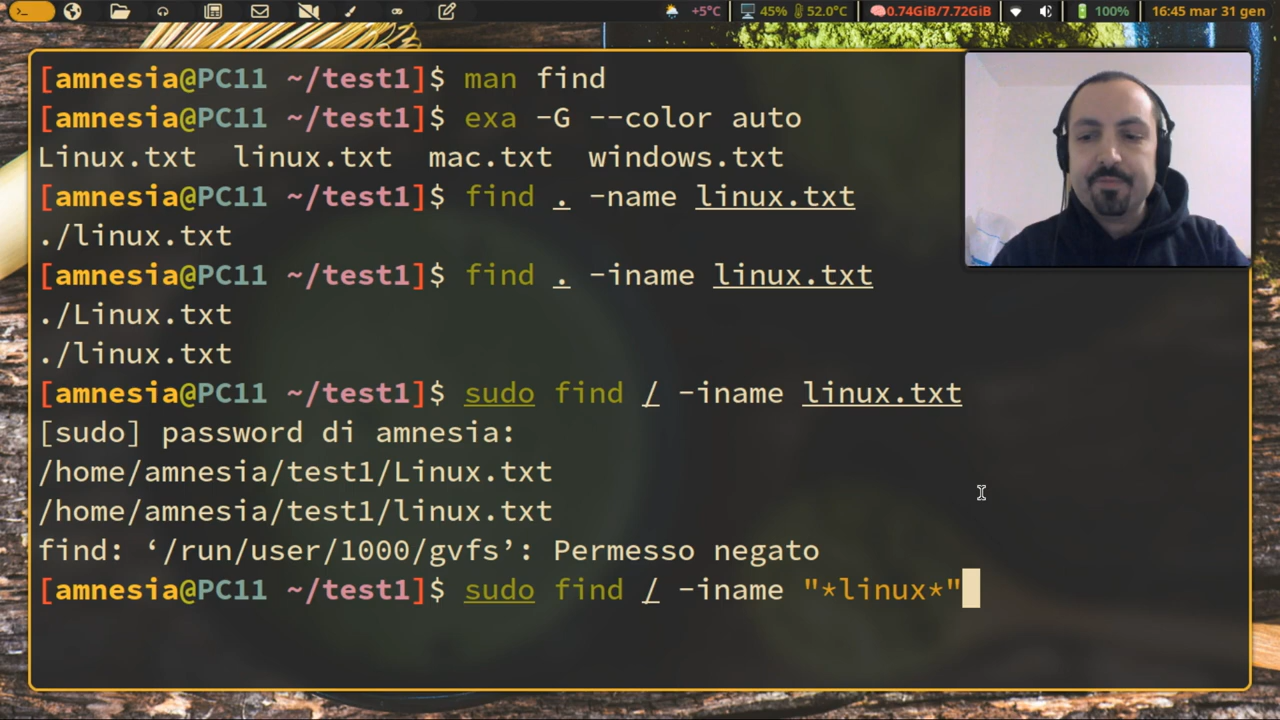 +5°C 45% 52.0°C 0.74GiB/7.72GiB 100% 16:45 mar 31 gen
[amnesia@PC11 ~/test1]$ man find
[amnesia@PC11 ~/test1]$ exa -G --color auto
Linux.txt linux.txt mac.txt windows.txt
[amnesia@PC11 ~/test1]$ find . -name linux.txt
./linux.txt
[amnesia@PC11 ~/test1]$ find . -iname linux.txt
./Linux.txt
./linux.txt
[amnesia@PC11 ~/test1]$ sudo find / -iname linux.txt
[sudo] password di amnesia:
/home/amnesia/test1/Linux.txt
/home/amnesia/test1/linux.txt
find: ‘/run/user/1000/gvfs’: Permesso negato
[amnesia@PC11 ~/test1]$ sudo find / -iname "*linux*"